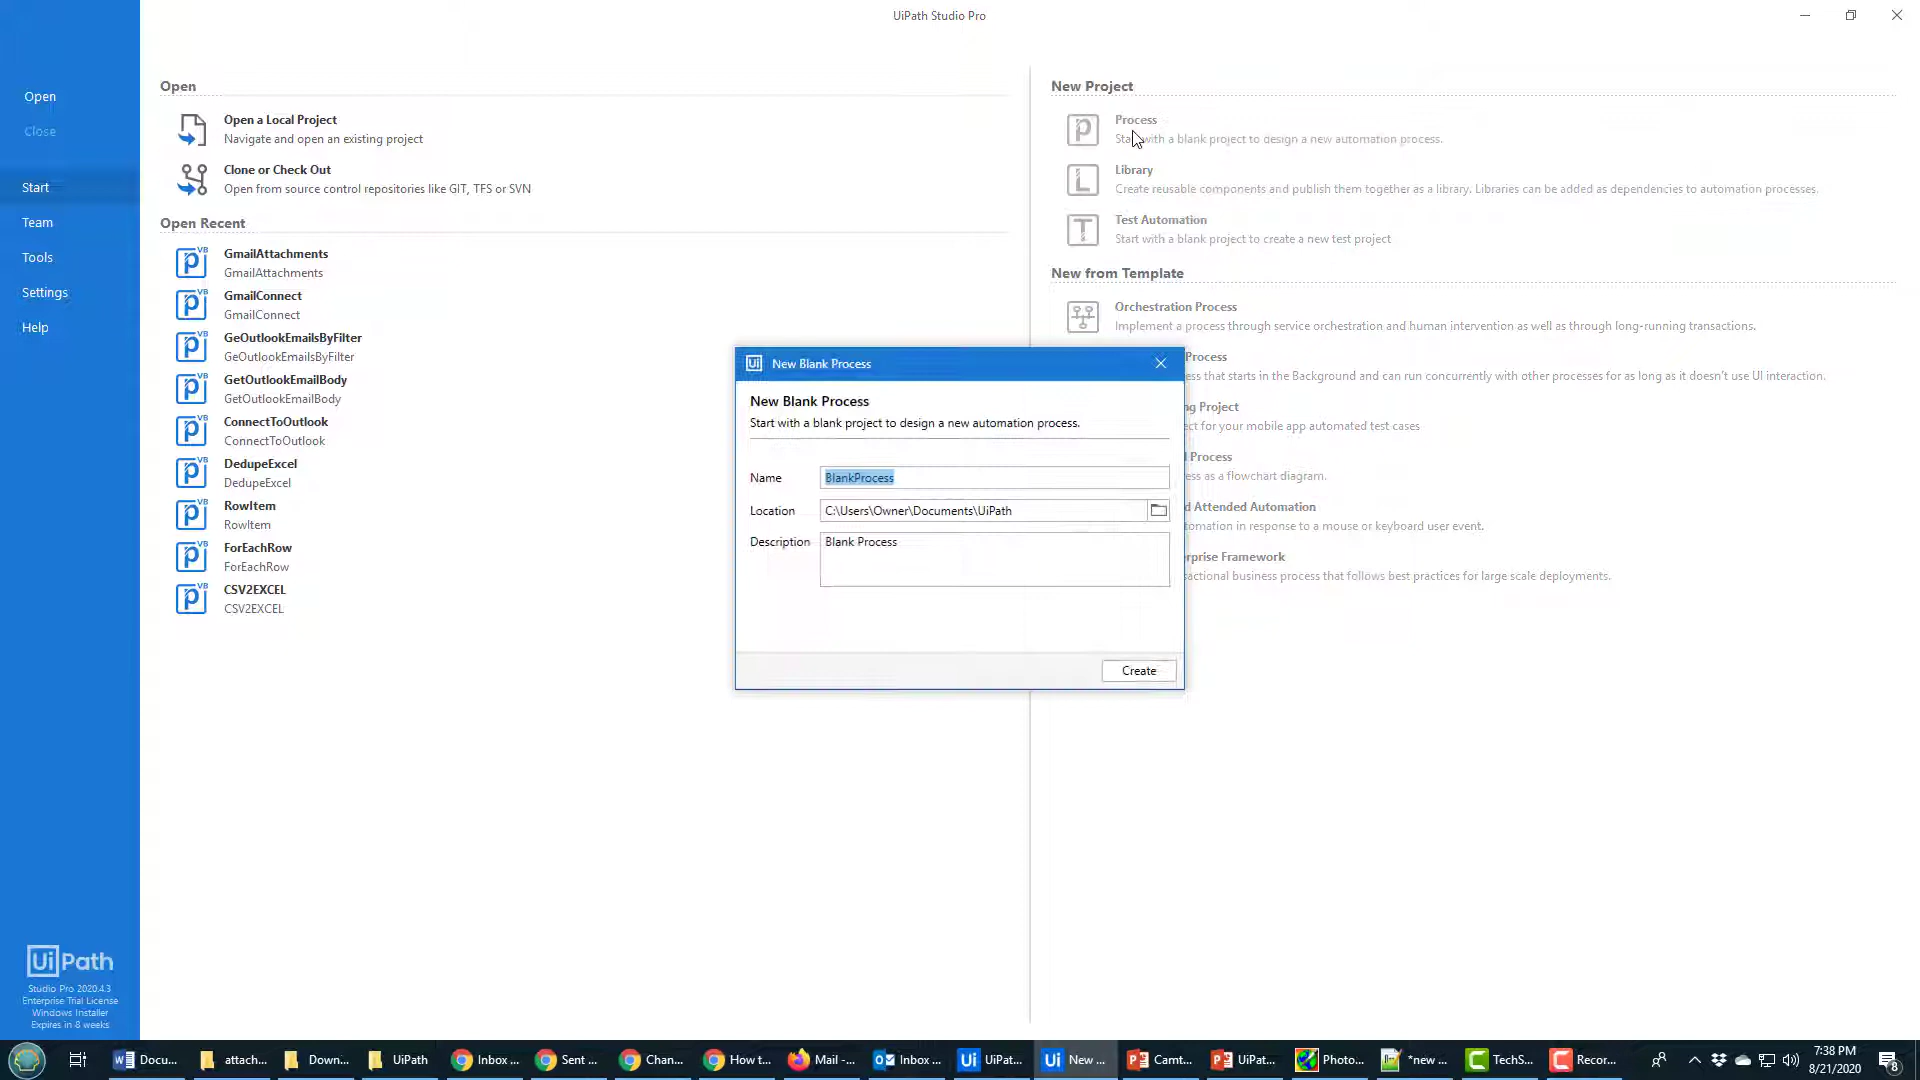 UiPath Studio Pro
Open
Close
Start
Team
Tools
Settings
Help
UiPath
Studio Pro 2020.4.3
Enterprise Trial License
Windows Installer
Expires in 8 weeks
Open
Open a Local Project
Navigate and open an existing project
Clone or Check Out
Open from source control repositories like GIT, TFS or SVN
Open Recent
GmailAttachments
GmailAttachments
GmailConnect
GmailConnect
GeOutlookEmailsByFilter
GeOutlookEmailsByFilter
GetOutlookEmailBody
GetOutlookEmailBody
ConnectToOutlook
ConnectToOutlook
DedupeExcel
DedupeExcel
RowItem
RowItem
ForEachRow
ForEachRow
CSV2EXCEL
CSV2EXCEL
New Project
Process
Start with a blank project to design a new automation process.
Library
Create reusable components and publish them together as a library. Libraries can be added as dependencies to automation processes.
Test Automation
Start with a blank project to create a new test project
New from Template
Orchestration Process
Implement a process through service orchestration and human intervention as well as through long-running transactions.
Process
that starts in the Background and can run concurrently with other processes for as long as it doesn't use UI interaction.
Project
for your mobile app automated test cases
Process
as a flowchart diagram.
Attended Automation
in response to a mouse or keyboard user event.
Framework
business process that follows best practices for large scale deployments.
New Blank Process
New Blank Process
Start with a blank project to design a new automation process.
Name BlankProcess
Location C:\Users\Owner\Documents\UiPath
Description Blank Process
Create
Docu... attach... Down... UiPath Inbox ... Sent ... Chan... How t... Mail -... Inbox ... UiPat... New ... Camt... UiPat... Photo... *new ... TechS... Recor...
7:38 PM
8/21/2020
8